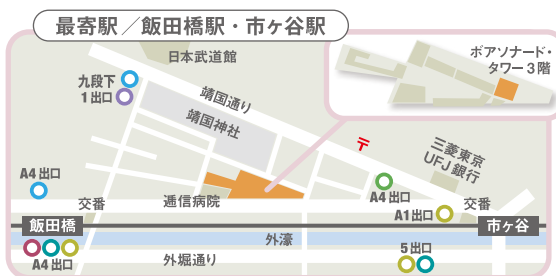 最寄駅／飯田橋駅・市ヶ谷駅
日本武道館
ボアソナード・
タワー3階
九段下
1出口
靖国通り
靖国神社
〒
三菱東京
UFJ銀行
A4出口
A4出口
交番
逓信病院
A1出口
交番
飯田橋
市ヶ谷
外濠
A4出口
外堀通り
5出口